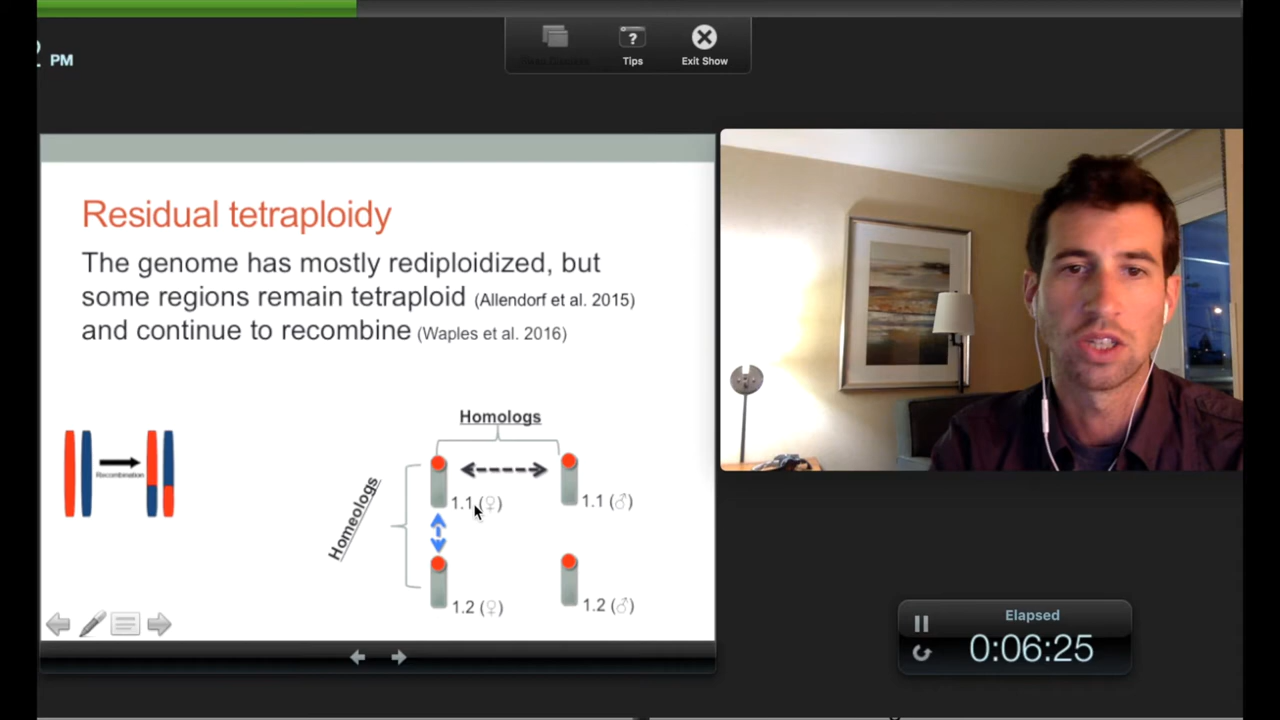 PM
Tips
Exit Show
Residual tetraploidy
The genome has mostly rediploidized, but
some regions remain tetraploid (Allendorf et al. 2015)
and continue to recombine (Waples et al. 2016)
Recombination
Homologs
Homeologs
1.1 (♀)
1.1 (♂)
1.2 (♀)
1.2 (♂)
Elapsed
0:06:25